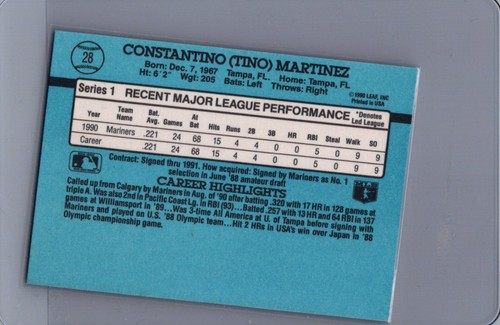 28
CONSTANTINO (TINO) MARTINEZ
Born: Dec. 7, 1967 Tampa, FL. Home: Tampa, FL.
Ht: 6'2" Wgt: 205 Bats: Left Throws: Right
©1990 LEAF, INC.
Printed in USA
Series 1 RECENT MAJOR LEAGUE PERFORMANCE *Denotes Led League
Year Team Name Bat. Avg. Games At Bat Hits Runs 2B 3B HR RBI Steal Walk SO
1990 Mariners .221 24 68 15 4 4 0 0 5 0 9 9
Career .221 24 68 15 4 4 0 0 5 0 9 9
Contract: Signed thru 1991. How acquired: Signed by Mariners as No. 1
selection in June '88 amateur draft
CAREER HIGHLIGHTS
Called up from Calgary by Mariners in Aug. of '90 after batting .320 with 17 HR in 128 games at
triple A. Was also 2nd in Pacific Coast Lg. in RBI (93)...Batted .257 with 13 HR and 64 RBI in 137
games at Williamsport in '89...Was 3-time All America at U. of Tampa before signing with
Mariners and played on U.S. '88 Olympic team...Hit 2 HRs in USA's win over Japan in '88
Olympic championship game.